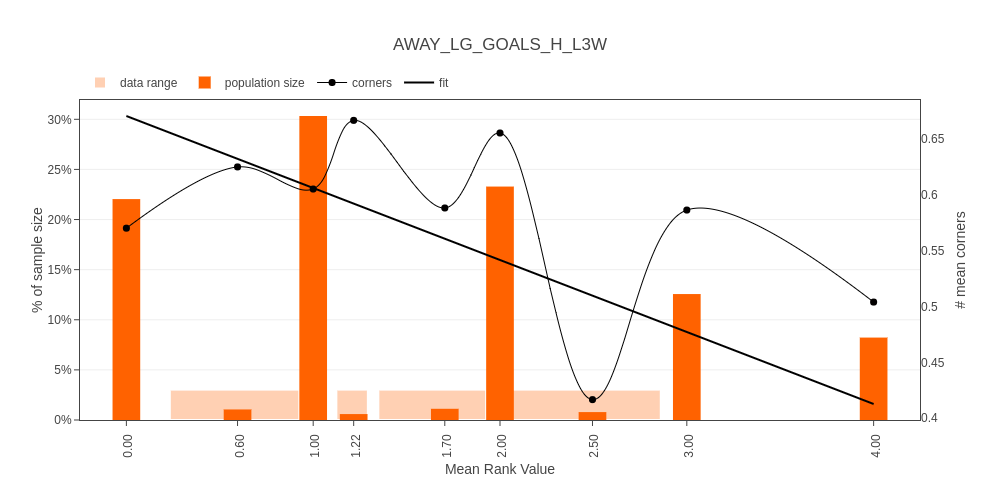 AWAY_LG_GOALS_H_L3W
data range population size corners fit
30%
25%
20%
15%
10%
5%
0%
% of sample size
0.65
0.6
0.55
0.5
0.45
0.4
# mean corners
0.00 0.60 1.00 1.22 1.70 2.00 2.50 3.00 4.00
Mean Rank Value